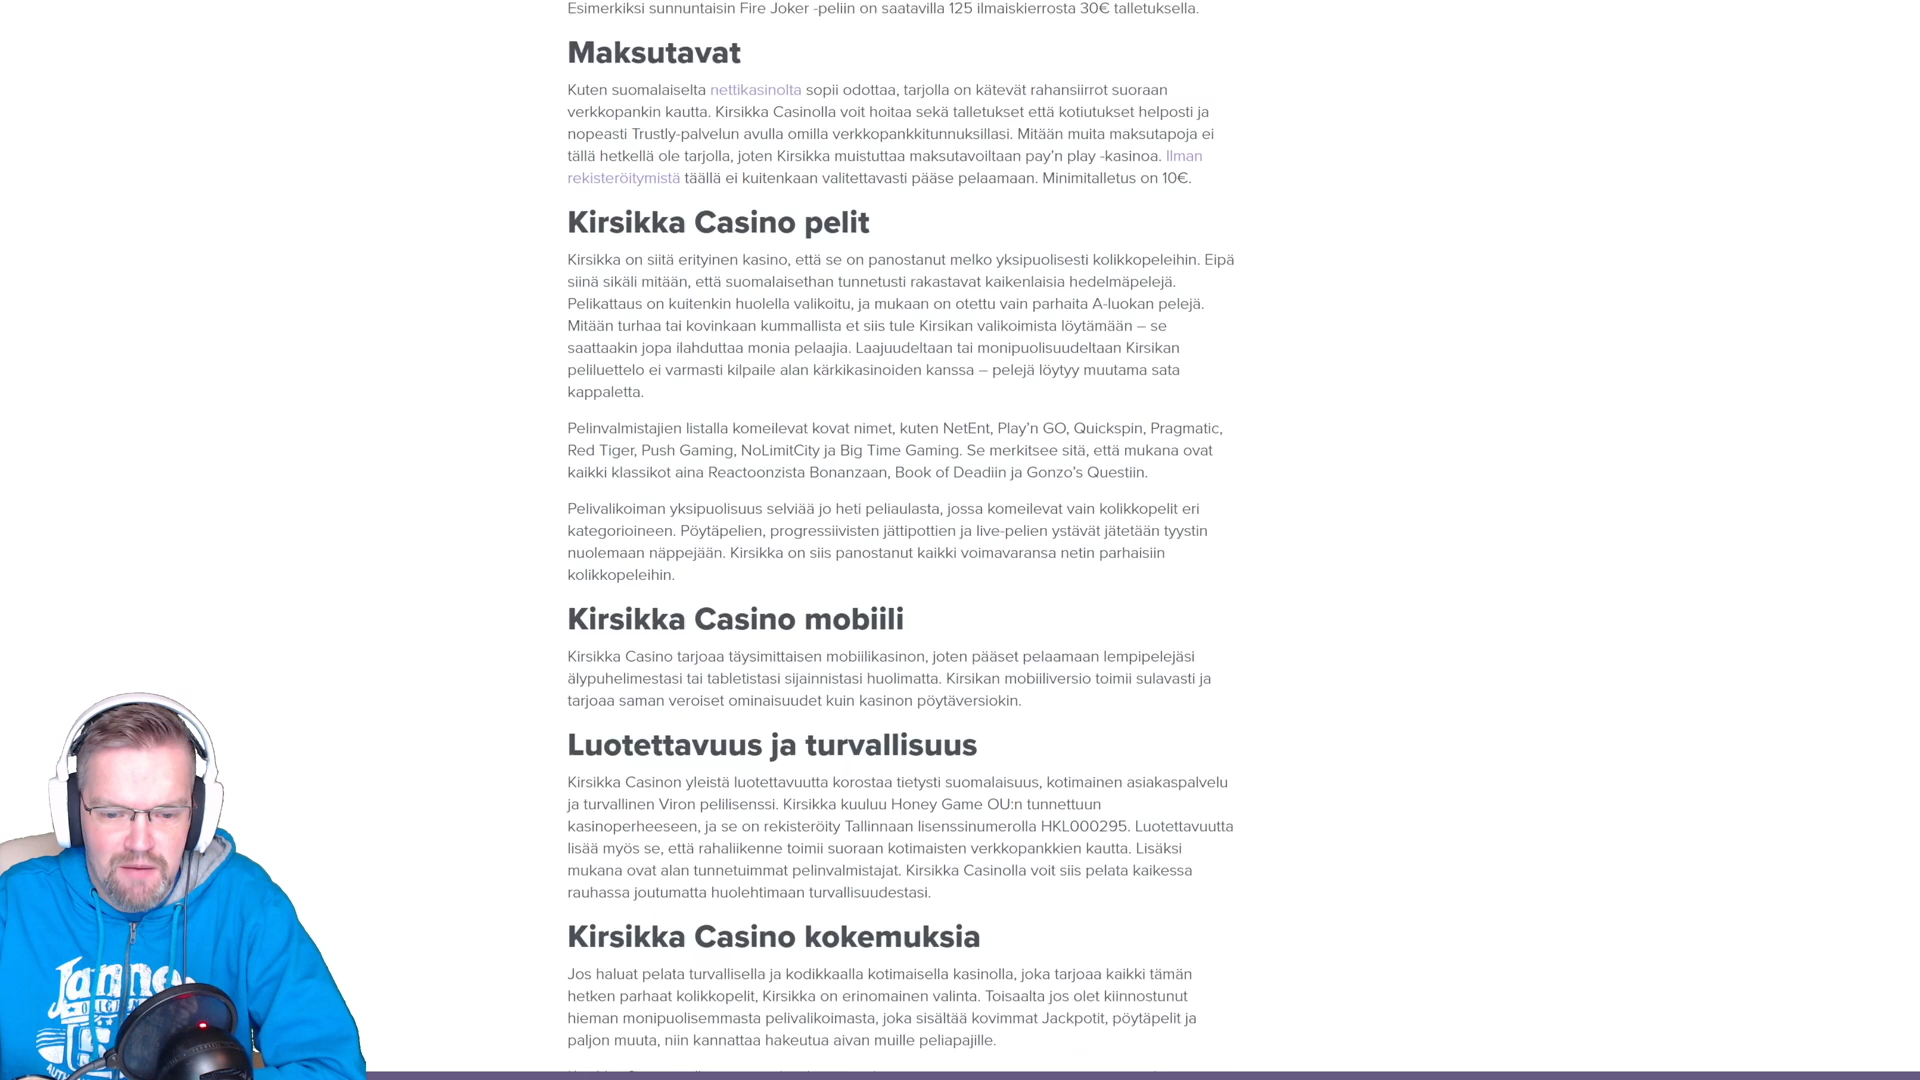 Esimerkiksi sunnuntaisin Fire Joker -peliin on saatavilla 125 ilmaiskierrosta 30€ talletuksella.
Maksutavat
Kuten suomalaiselta nettikasinolta sopii odottaa, tarjolla on kätevät rahansiirrot suoraan
verkkopankin kautta. Kirsikka Casinolla voit hoitaa sekä talletukset että kotiutukset helposti ja
nopeasti Trustly-palvelun avulla omilla verkkopankkitunnuksillasi. Mitään muita maksutapoja ei
tällä hetkellä ole tarjolla, joten Kirsikka muistuttaa maksutavoiltaan pay’n play -kasinoa. Ilman
rekisteröitymistä täällä ei kuitenkaan valitettavasti pääse pelaamaan. Minimitalletus on 10€.
Kirsikka Casino pelit
Kirsikka on siitä erityinen kasino, että se on panostanut melko yksipuolisesti kolikkopeleihin. Eipä
siinä sikäli mitään, että suomalaisethan tunnetusti rakastavat kaikenlaisia hedelmäpelejä.
Pelikattaus on kuitenkin huolella valikoitu, ja mukaan on otettu vain parhaita A-luokan pelejä.
Mitään turhaa tai kovinkaan kummallista et siis tule Kirsikan valikoimista löytämään – se
saattaakin jopa ilahduttaa monia pelaajia. Laajuudeltaan tai monipuolisuudeltaan Kirsikan
peliluettelo ei varmasti kilpaile alan kärkikasinoiden kanssa – pelejä löytyy muutama sata
kappaletta.
Pelinvalmistajien listalla komeilevat kovat nimet, kuten NetEnt, Play’n GO, Quickspin, Pragmatic,
Red Tiger, Push Gaming, NoLimitCity ja Big Time Gaming. Se merkitsee sitä, että mukana ovat
kaikki klassikot aina Reactoonzista Bonanzaan, Book of Deadiin ja Gonzo’s Questiin.
Pelivalikoiman yksipuolisuus selviää jo heti peliaulasta, jossa komeilevat vain kolikkopelit eri
kategorioineen. Pöytäpelien, progressiivisten jättipottien ja live-pelien ystävät jätetään tyystin
nuolemaan näppejään. Kirsikka on siis panostanut kaikki voimavaransa netin parhaisiin
kolikkopeleihin.
Kirsikka Casino mobiili
Kirsikka Casino tarjoaa täysimittaisen mobiilikasinon, joten pääset pelaamaan lempipelejäsi
älypuhelimestasi tai tabletistasi sijainnistasi huolimatta. Kirsikan mobiiliversio toimii sulavasti ja
tarjoaa saman veroiset ominaisuudet kuin kasinon pöytäversiokin.
Luotettavuus ja turvallisuus
Kirsikka Casinon yleistä luotettavuutta korostaa tietysti suomalaisuus, kotimainen asiakaspalvelu
ja turvallinen Viron pelilisenssi. Kirsikka kuuluu Honey Game OU:n tunnettuun
kasinoperheeseen, ja se on rekisteröity Tallinnaan lisenssinumerolla HKL000295. Luotettavuutta
lisää myös se, että rahaliikenne toimii suoraan kotimaisten verkkopankkien kautta. Lisäksi
mukana ovat alan tunnetuimmat pelinvalmistajat. Kirsikka Casinolla voit siis pelata kaikessa
rauhassa joutumatta huolehtimaan turvallisuudestasi.
Kirsikka Casino kokemuksia
Jos haluat pelata turvallisella ja kodikkaalla kotimaisella kasinolla, joka tarjoaa kaikki tämän
hetken parhaat kolikkopelit, Kirsikka on erinomainen valinta. Toisaalta jos olet kiinnostunut
hieman monipuolisemmasta pelivalikoimasta, joka sisältää kovimmat Jackpotit, pöytäpelit ja
paljon muuta, niin kannattaa hakeutua aivan muille peliapajille.